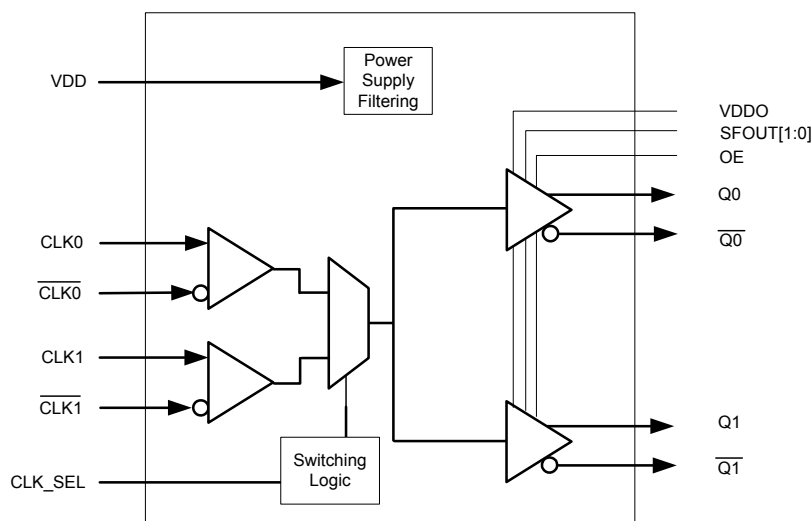 Power
Supply
Filtering
VDD
VDDO
SFOUT[1:0]
OE
Q0
Q0
CLK0
CLK0
CLK1
CLK1
Q1
Q1
Switching
Logic
CLK_SEL